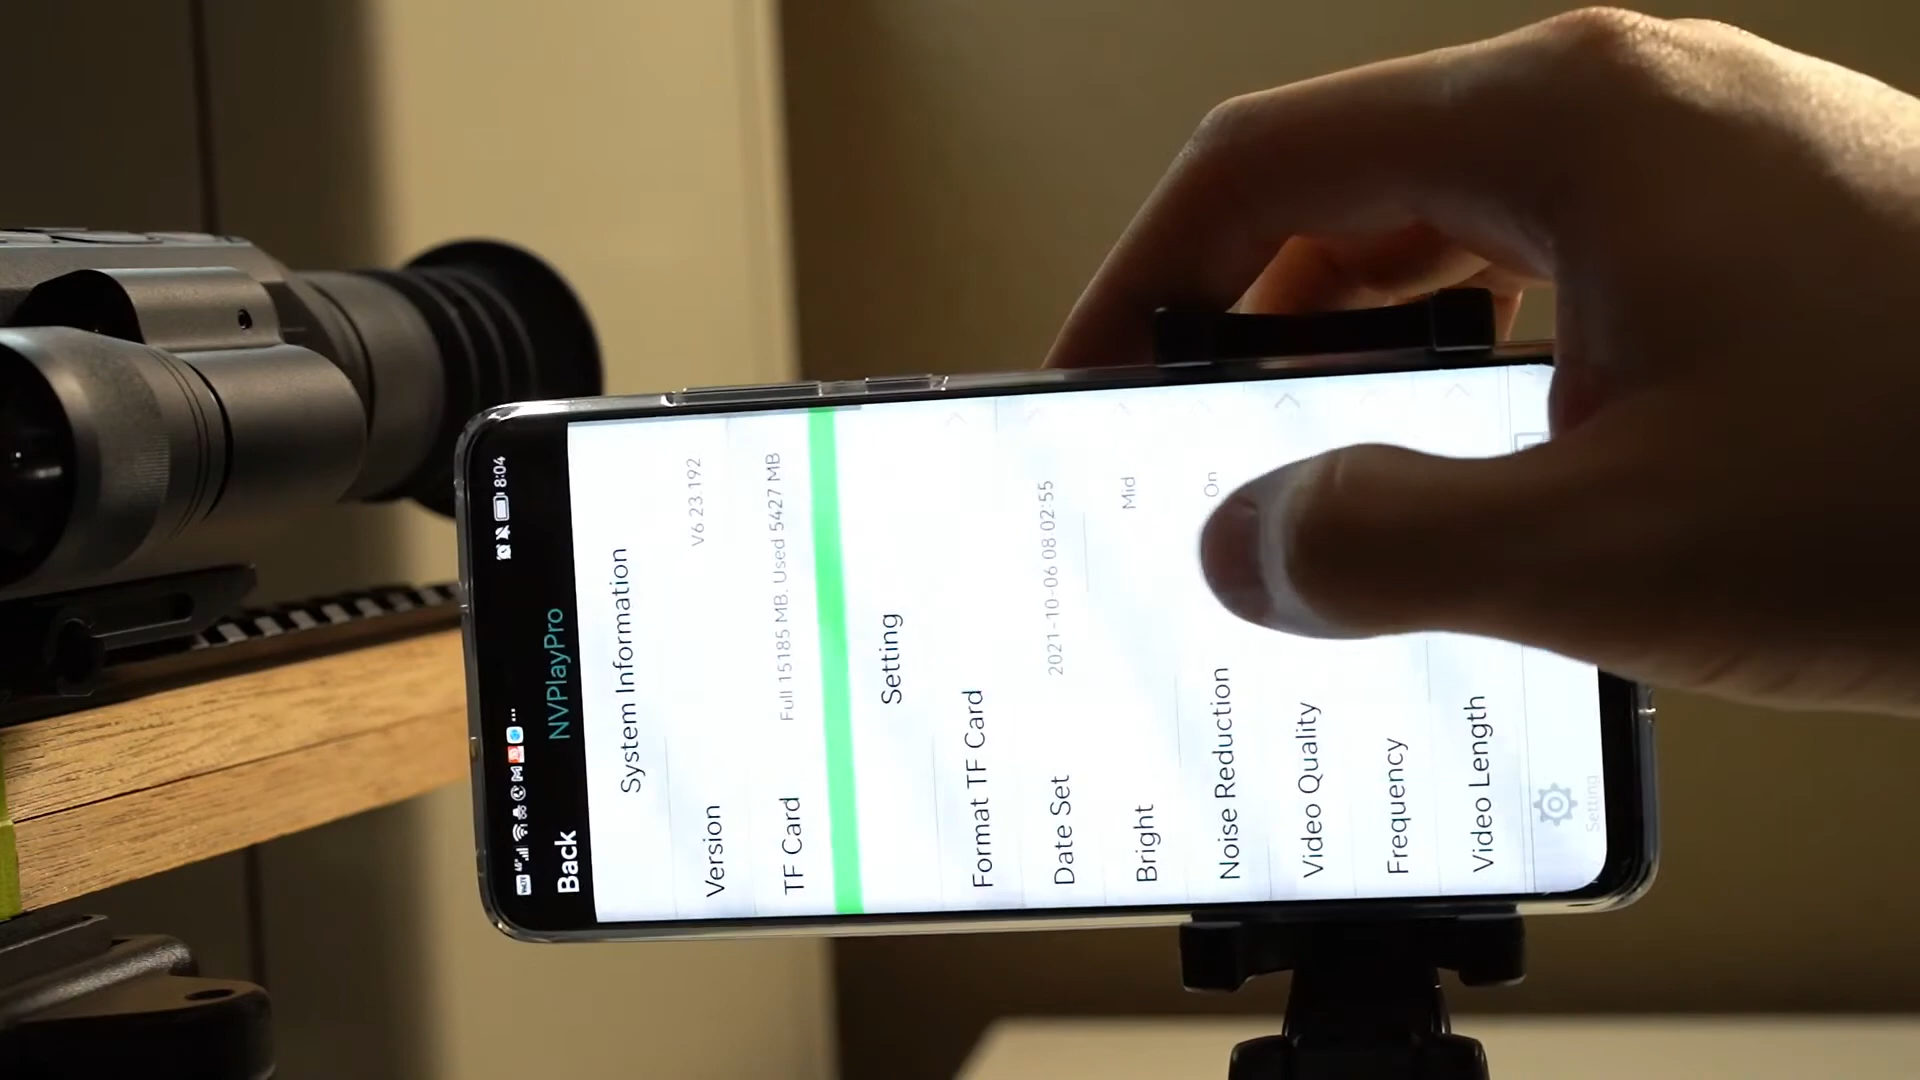 8:04
Back NVPlayPro
System Information
Version V6 23.192
TF Card Full 15185 MB. Used 5427 MB
Setting
Format TF Card
Date Set 2021-10-06 08:02:55
Bright Mid
Noise Reduction On
Video Quality
Frequency
Video Length
Setting